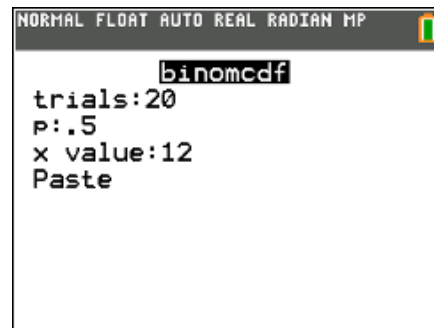 NORMAL FLOAT AUTO REAL RADIAN MP
binomcdf
trials:20
p:.5
x value:12
Paste